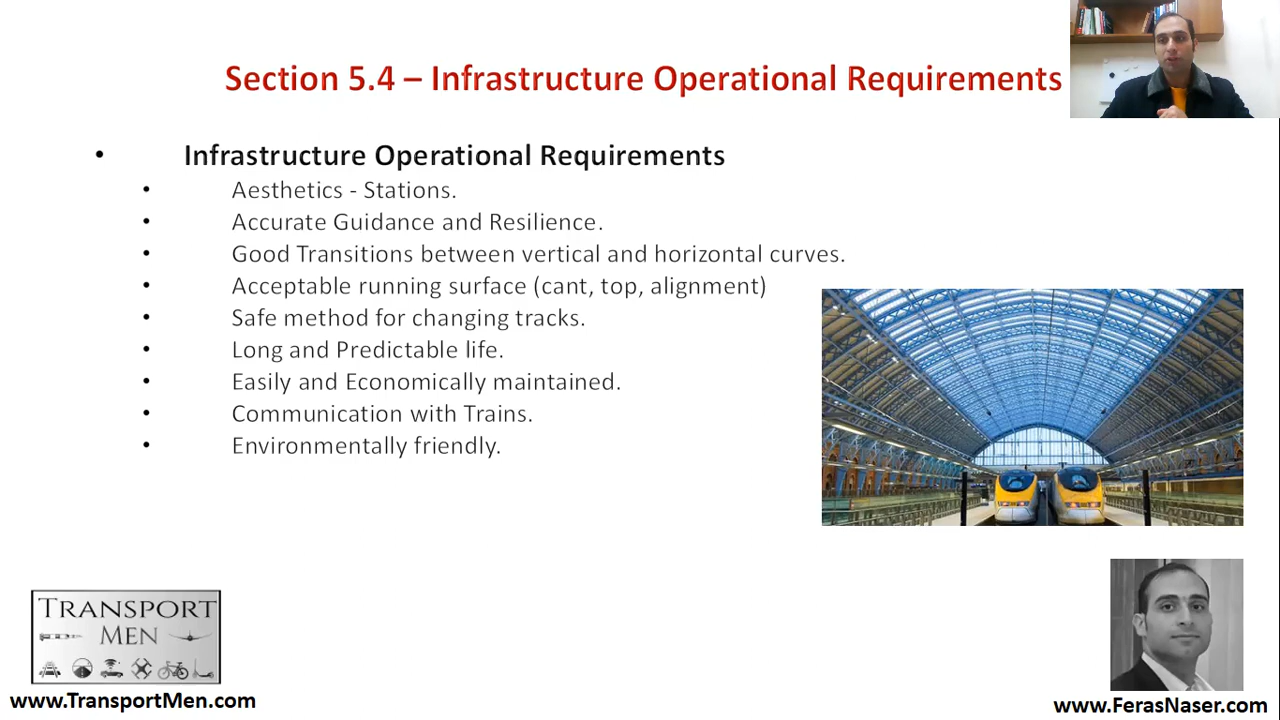 Section 5.4 – Infrastructure Operational Requirements
• Infrastructure Operational Requirements
• Aesthetics - Stations.
• Accurate Guidance and Resilience.
• Good Transitions between vertical and horizontal curves.
• Acceptable running surface (cant, top, alignment)
• Safe method for changing tracks.
• Long and Predictable life.
• Easily and Economically maintained.
• Communication with Trains.
• Environmentally friendly.
TRANSPORT
MEN
www.TransportMen.com
www.FerasNaser.com